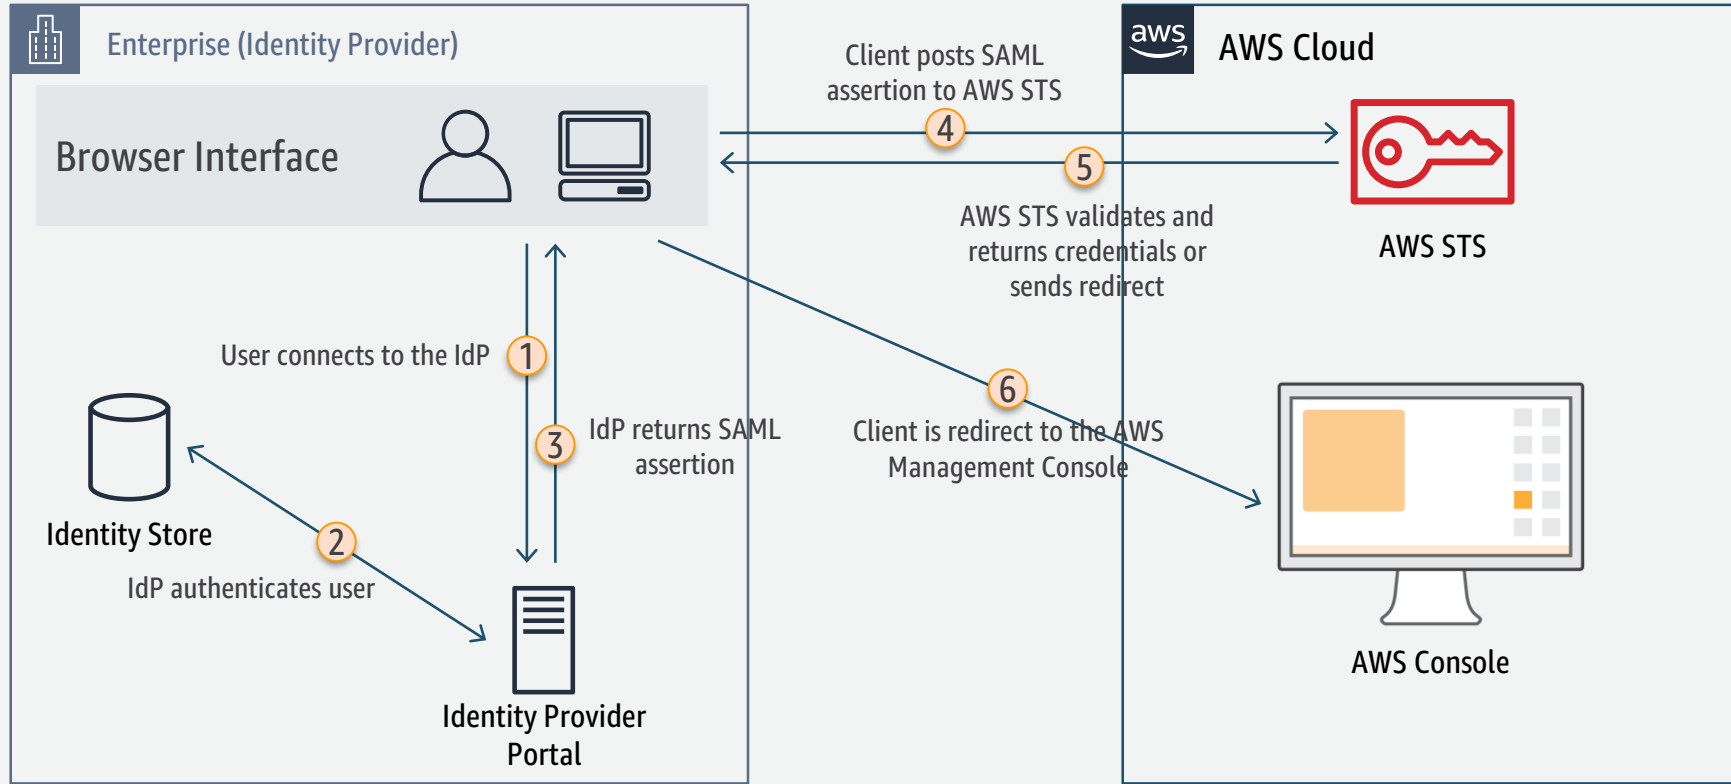 Enterprise (Identity Provider)
Browser Interface
Client posts SAML
assertion to AWS STS
4
5
AWS STS validates and
returns credentials or
sends redirect
aws
AWS Cloud
AWS STS
User connects to the IdP
1
3
IdP returns SAML
assertion
6
Client is redirect to the AWS
Management Console
Identity Store
2
IdP authenticates user
Identity Provider
Portal
AWS Console